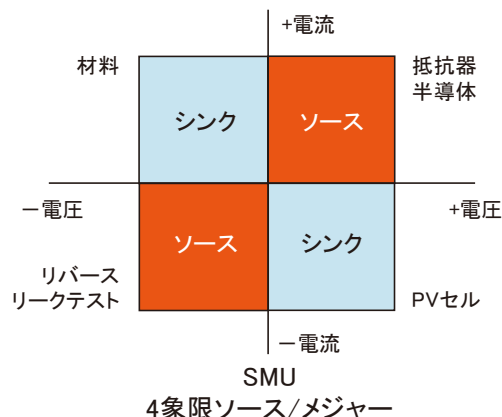 +電流
材料
抵抗器
半導体
シンク
ソース
－電圧
+電圧
ソース
シンク
リバース
リークテスト
PVセル
－電流
SMU
4象限ソース/メジャー